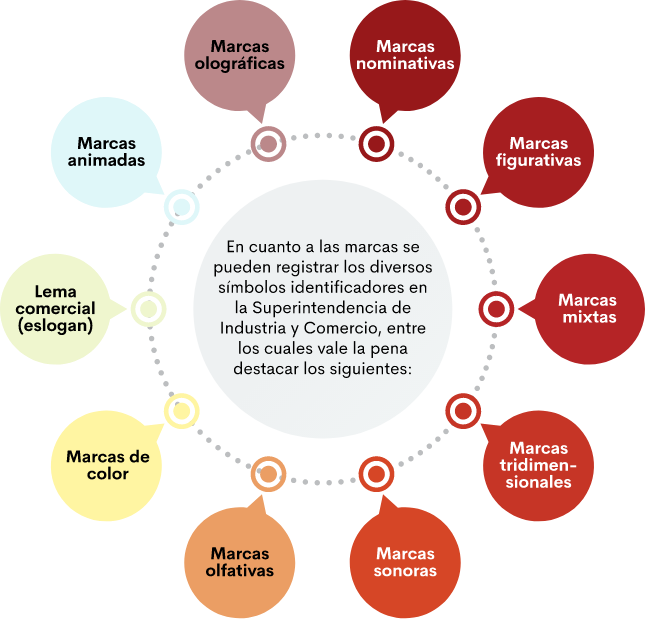 Marcas
olográficas
Marcas
nominativas
Marcas
animadas
Marcas
figurativas
En cuanto a las marcas se
pueden registrar los diversos
símbolos identificadores en
la Superintendencia de
Industria y Comercio, entre
los cuales vale la pena
destacar los siguientes:
Lema
comercial
(eslogan)
Marcas
mixtas
Marcas de
color
Marcas
tridimen-
sionales
Marcas
olfativas
Marcas
sonoras